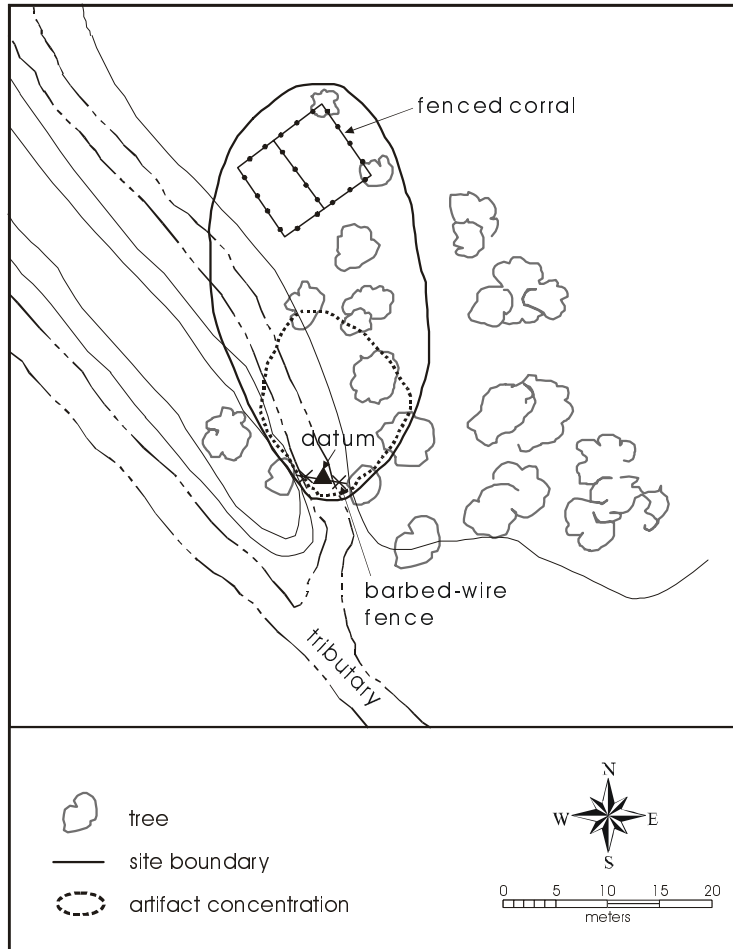 fenced corral
datum
barbed-wire
fence
tributary
tree
site boundary
artifact concentration
N
W E
S
0 5 10 15 20
meters